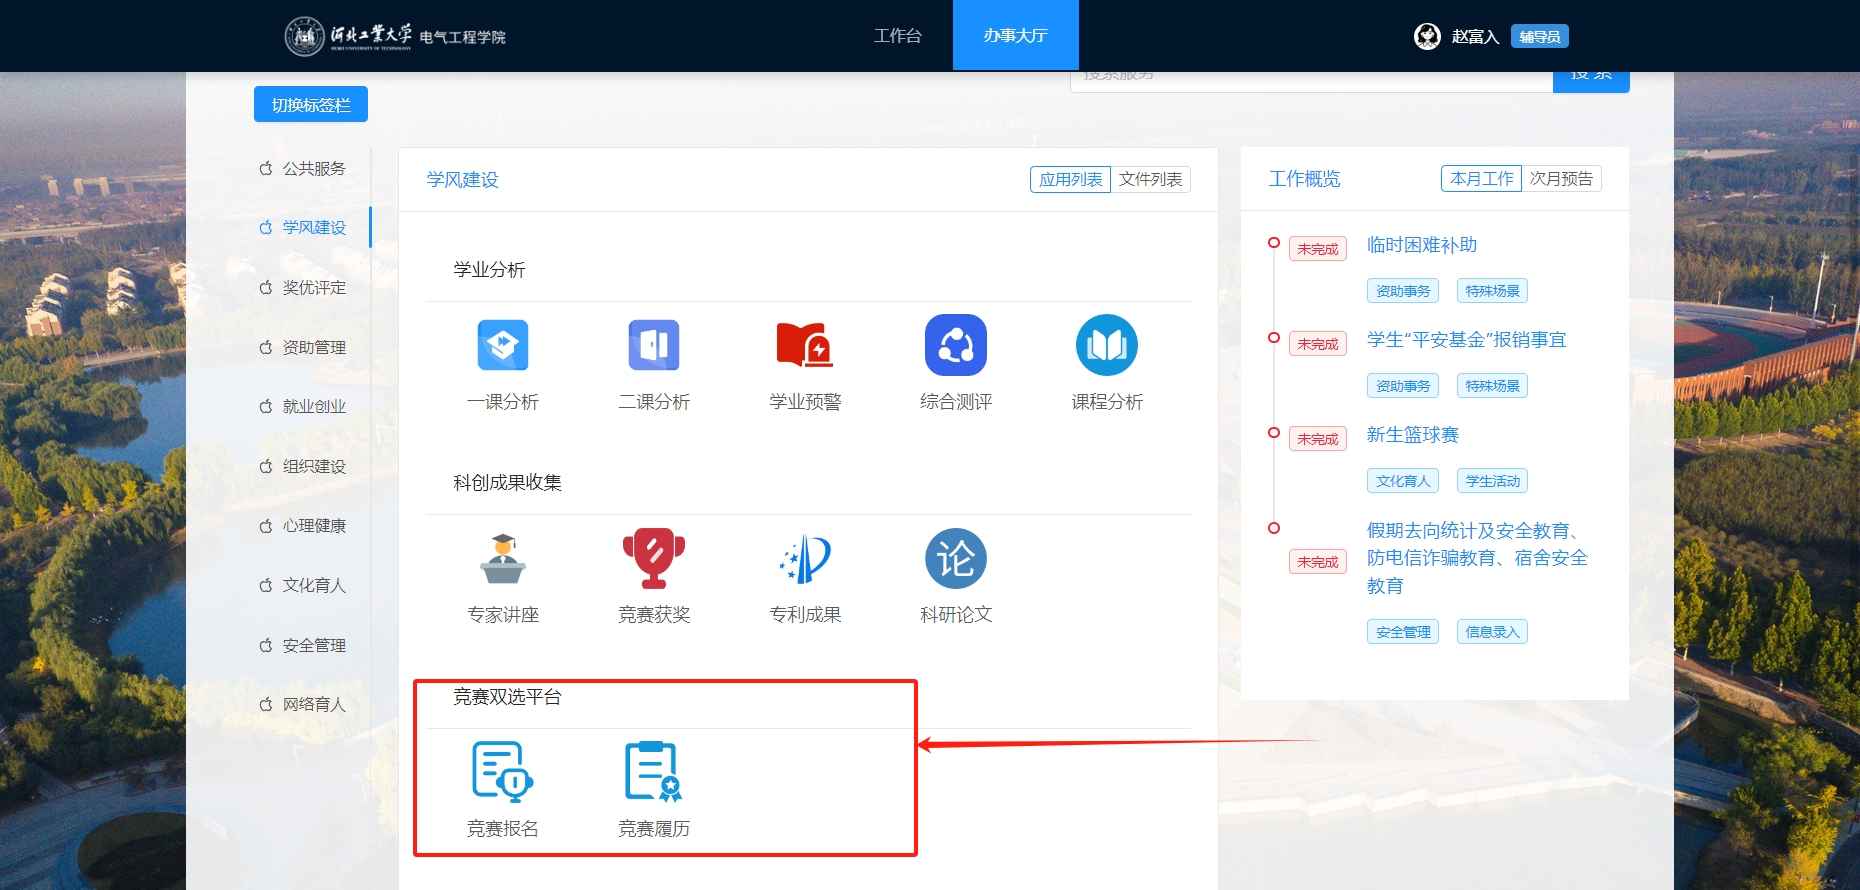 河北工业大学 电气工程学院
HEBEI UNIVERSITY OF TECHNOLOGY
工作台
办事大厅
赵富入
辅导员
搜索服务
搜 索
切换标签栏
公共服务
学风建设
奖优评定
资助管理
就业创业
组织建设
心理健康
文化育人
安全管理
网络育人
学风建设
应用列表
文件列表
学业分析
一课分析
二课分析
学业预警
综合测评
课程分析
科创成果收集
论
专家讲座
竞赛获奖
专利成果
科研论文
竞赛双选平台
竞赛报名
竞赛履历
工作概览
本月工作
次月预告
未完成
临时困难补助
资助事务
特殊场景
未完成
学生“平安基金”报销事宜
资助事务
特殊场景
未完成
新生篮球赛
文化育人
学生活动
未完成
假期去向统计及安全教育、
防电信诈骗教育、宿舍安全
教育
安全管理
信息录入